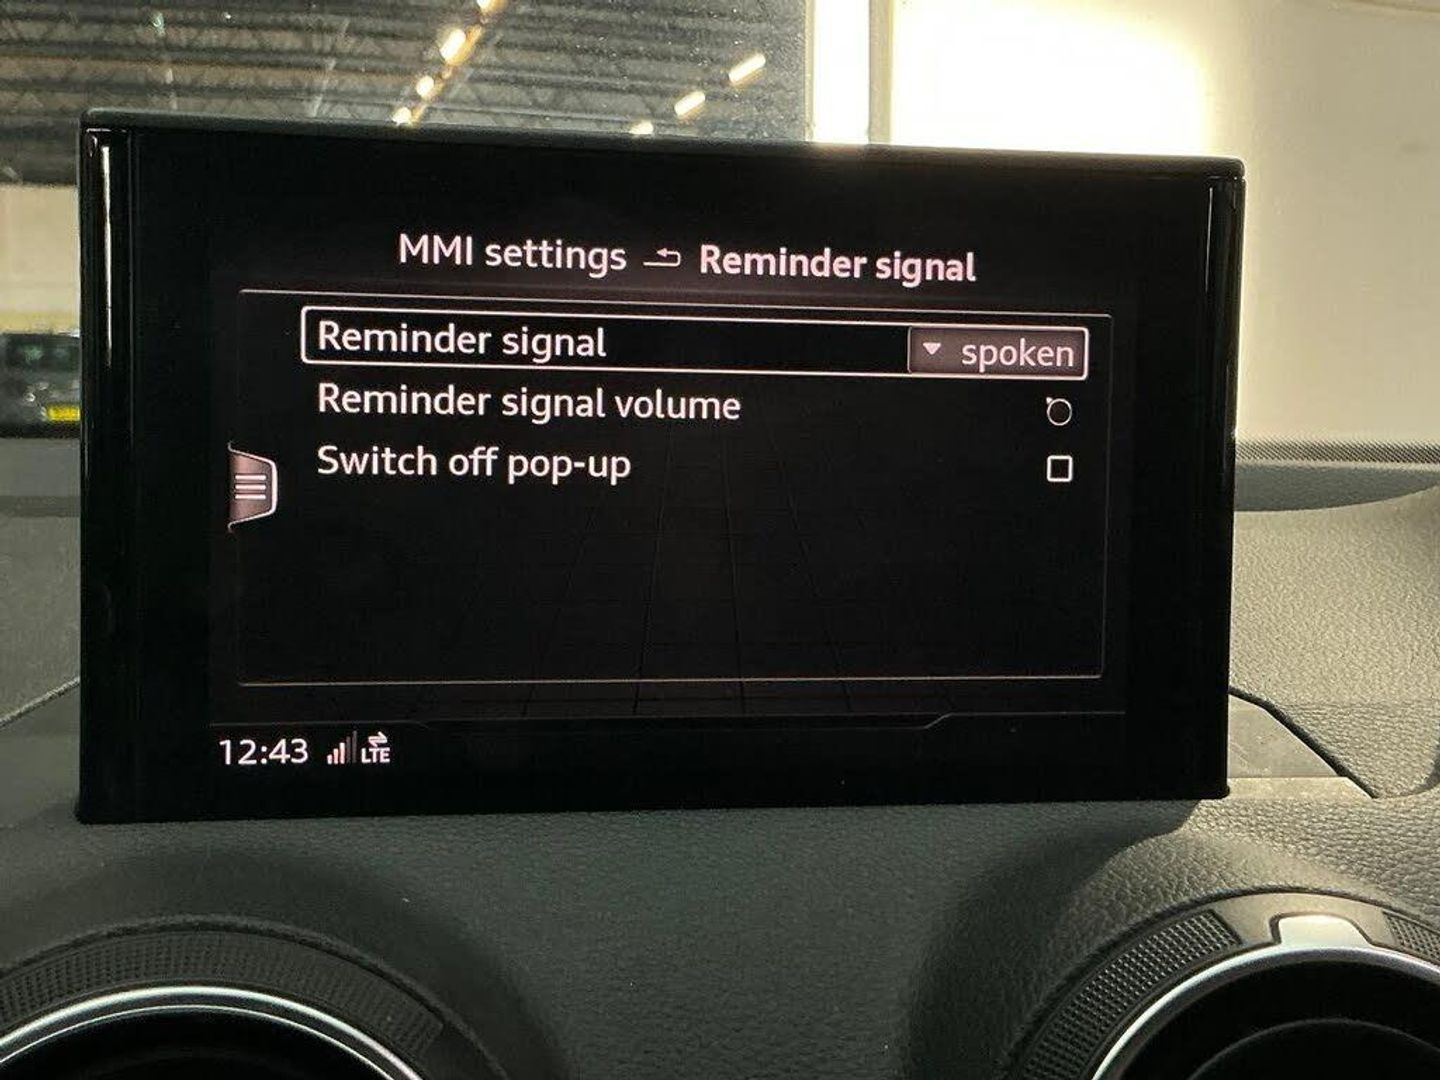 MMI settings Reminder signal
Reminder signal spoken
Reminder signal volume
Switch off pop-up
12:43 LTE